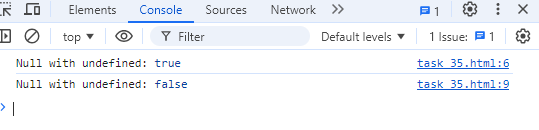 Elements Console Sources Network » 1
top Filter Default levels 1 Issue: 1
Null with undefined: true task 35.html:6
Null with undefined: false task 35.html:9
>